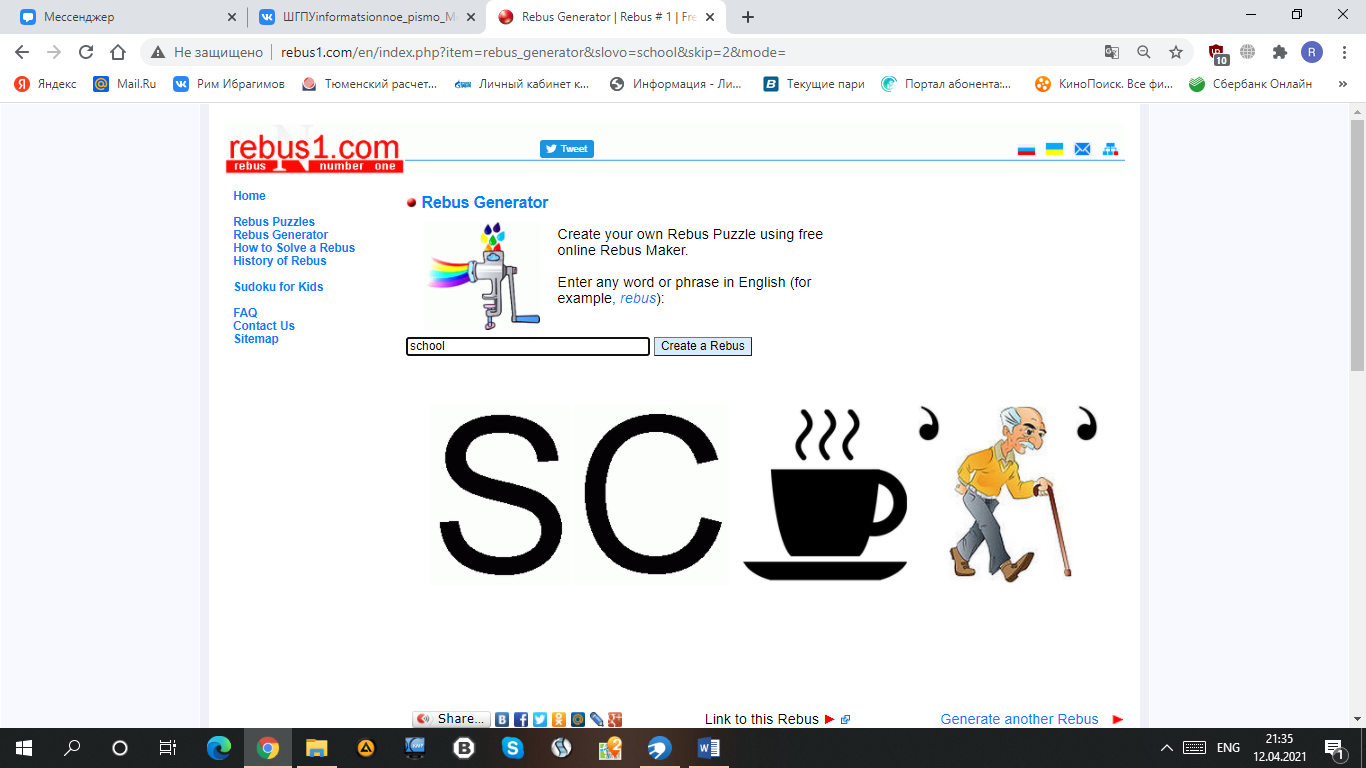 Мессенджер
ШГПУinformatsionnoe_pismo_M
Rebus Generator | Rebus # 1 | Fre
Не защищено | rebus1.com/en/index.php?item=rebus_generator&slovo=school&skip=2&mode=
10
R
Яндекс
Mail.Ru
Рим Ибрагимов
Тюменский расчет...
Личный кабинет к...
Информация - Ли...
Текущие пари
Портал абонента:...
КиноПоиск. Все фи...
Сбербанк Онлайн
rebus1.com
rebus number one
Tweet
Home
Rebus Puzzles
Rebus Generator
How to Solve a Rebus
History of Rebus
Sudoku for Kids
FAQ
Contact Us
Sitemap
Rebus Generator
Create your own Rebus Puzzle using free
online Rebus Maker.
Enter any word or phrase in English (for
example, rebus):
school
Create a Rebus
SC
Share...
Link to this Rebus
Generate another Rebus
ENG
21:35
12.04.2021
1